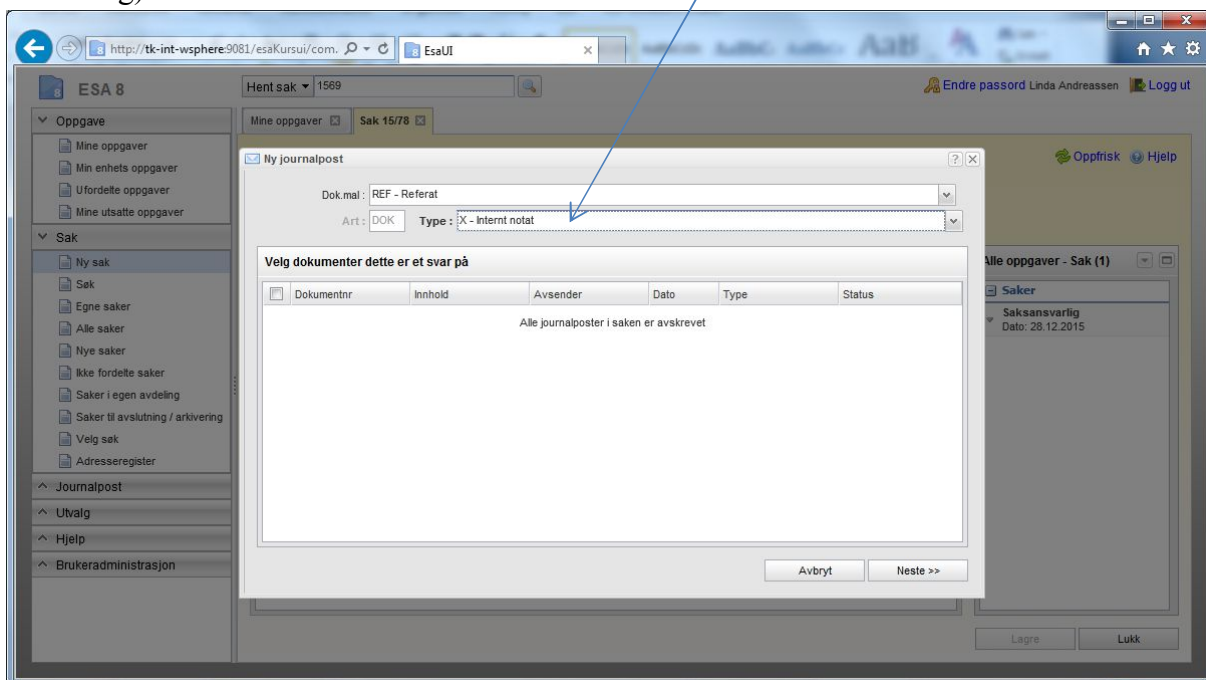 http://tk-int-wsphere:9081/esaKursui/com.
EsaUI
ESA 8
Hent sak 1569
Endre passord Linda Andreassen Logg ut
Oppgave
Mine oppgaver
Min enhets oppgaver
Ufordelte oppgaver
Mine utsatte oppgaver
Sak
Ny sak
Søk
Egne saker
Alle saker
Nye saker
Ikke fordelte saker
Saker i egen avdeling
Saker til avslutning / arkivering
Velg søk
Adresseregister
Journalpost
Utvalg
Hjelp
Brukeradministrasjon
Mine oppgaver Sak 15/78
Oppfrisk Hjelp
Ny journalpost
Dok.mal : REF - Referat
Art : DOK Type : X - Internt notat
Velg dokumenter dette er et svar på
Dokumentnr Innhold Avsender Dato Type Status
Alle journalposter i saken er avskrevet
Avbryt Neste >>
Alle oppgaver - Sak (1)
Saker
Saksansvarlig
Dato: 28.12.2015
Lagre Lukk